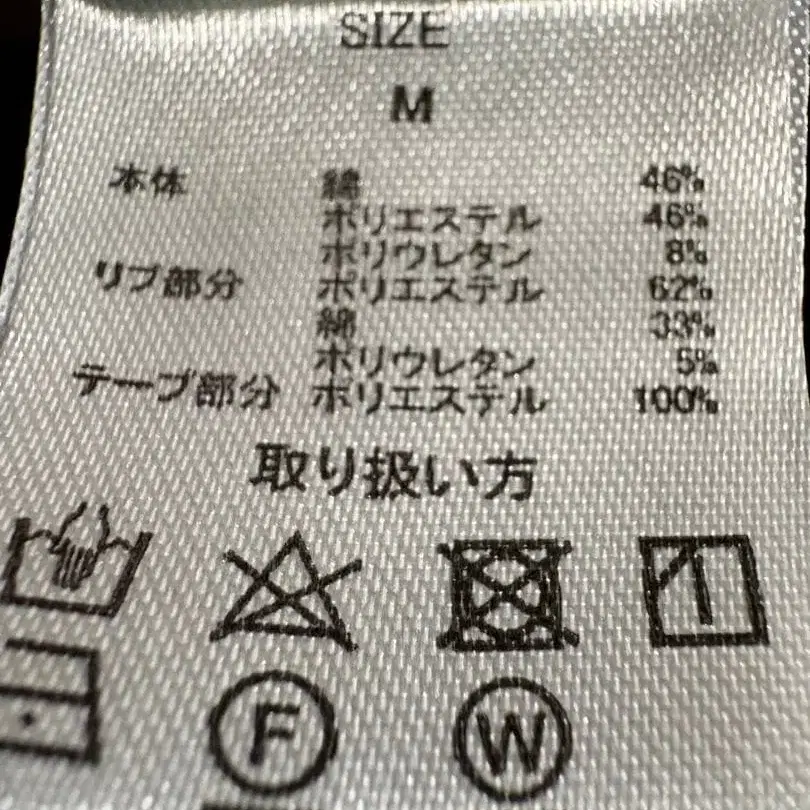 SIZE
M
本体 綿 46%
ポリエステル 46%
ポリウレタン 8%
リブ部分 ポリエステル 62%
綿 33%
ポリウレタン 5%
テープ部分 ポリエステル 100%
取り扱い方
F W